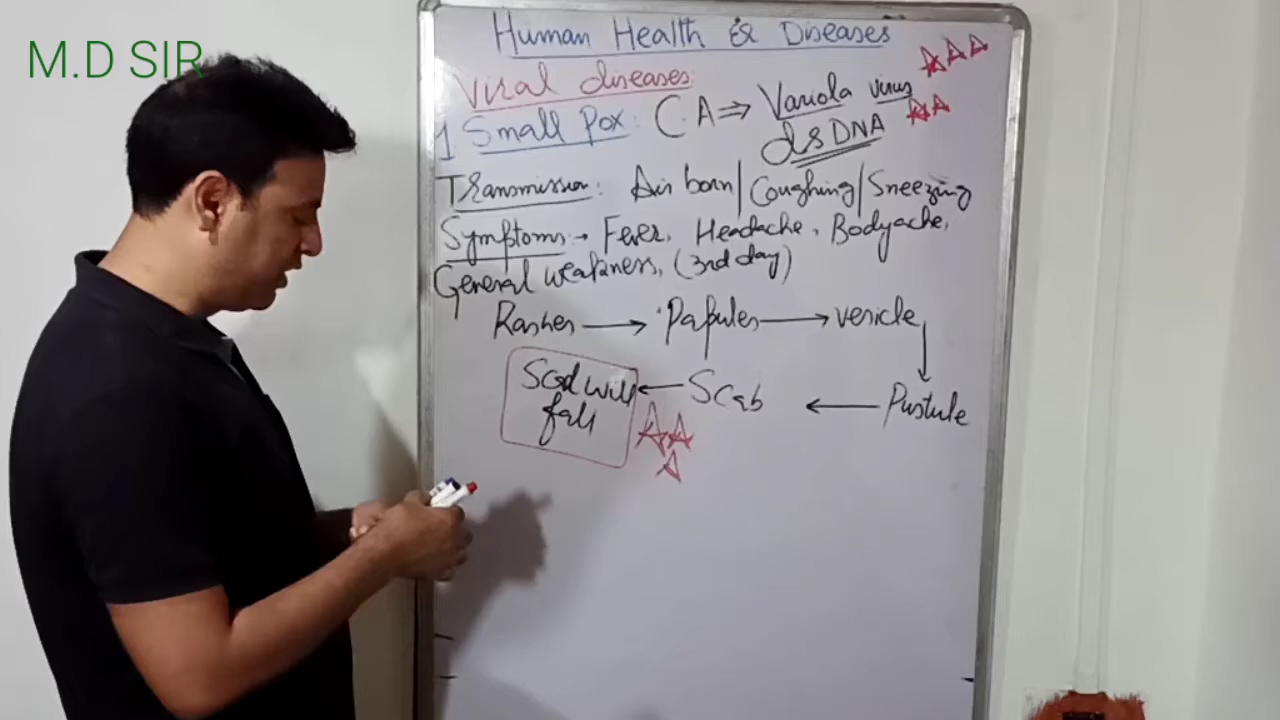 M.D SIR
Human Health & Diseases
Viral diseases:
1 Small Pox: C.A ⇒ Variola virus
ds DNA
Transmission: Air born/Coughing/Sneezing
Symptoms → Fever, Headache, Bodyache,
General weakness, (3rd day)
Rashes → Papules → vesicle
Scab will ← Scab ← Pustule
fall